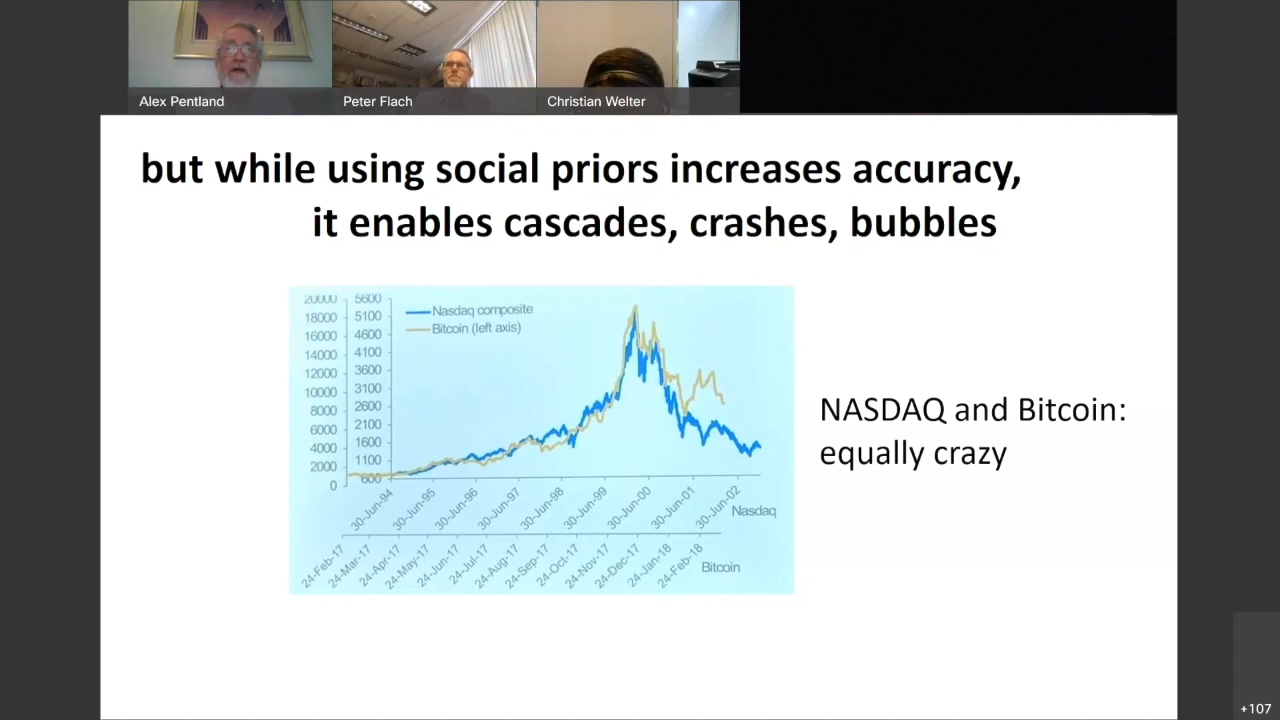 Alex Pentland
Peter Flach
Christian Welter
but while using social priors increases accuracy,
it enables cascades, crashes, bubbles
20000
18000
16000
14000
12000
10000
8000
6000
4000
2000
0
5600
5100
4600
4100
3600
3100
2600
2100
1600
1100
600
Nasdaq composite
Bitcoin (left axis)
30-Jun-94
30-Jun-95
30-Jun-96
30-Jun-97
30-Jun-98
30-Jun-99
30-Jun-00
30-Jun-01
30-Jun-02
Nasdaq
24-Feb-17
24-Mar-17
24-Apr-17
24-May-17
24-Jun-17
24-Jul-17
24-Aug-17
24-Sep-17
24-Oct-17
24-Nov-17
24-Dec-17
24-Jan-18
24-Feb-18
Bitcoin
NASDAQ and Bitcoin:
equally crazy
+107